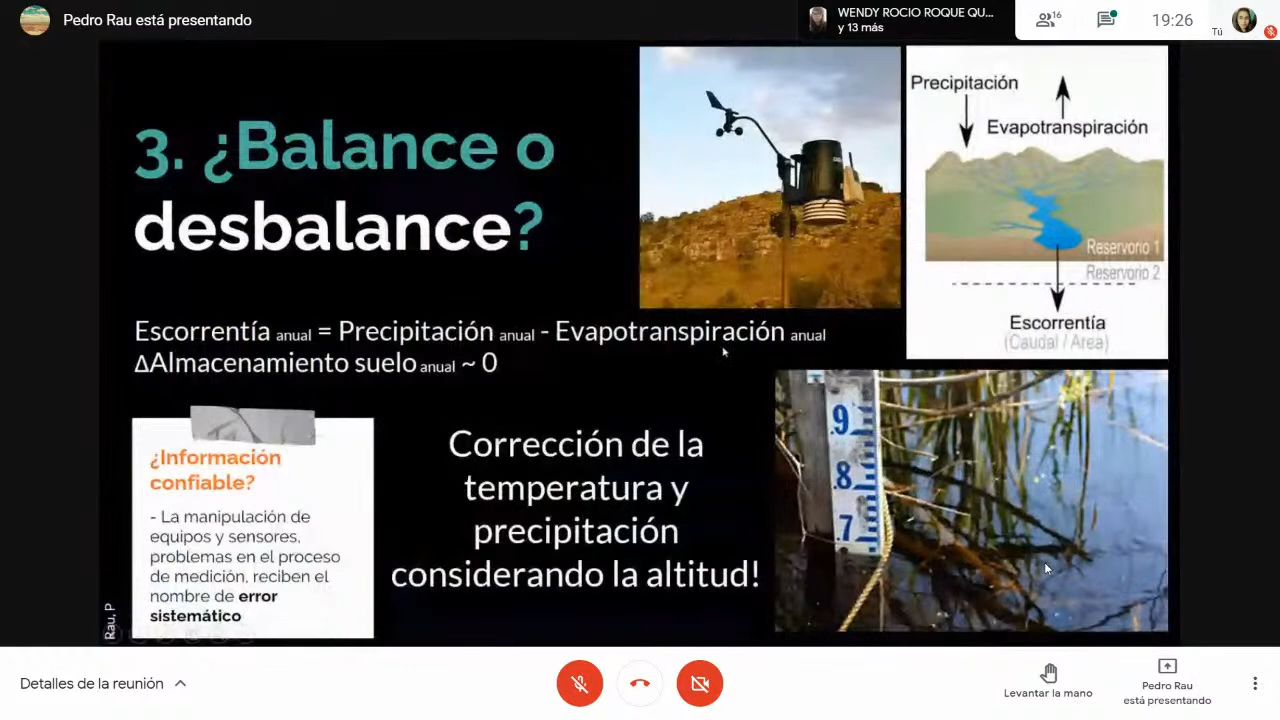 Pedro Rau está presentando
WENDY ROCIO ROQUE QU...
y 13 más
16
19:26
Tú
3. ¿Balance o
desbalance?
Precipitación
Evapotranspiración
Reservorio 1
Reservorio 2
Escorrentía
(Caudal / Area)
Escorrentía anual = Precipitación anual - Evapotranspiración anual
ΔAlmacenamiento suelo anual ~ 0
¿Información
confiable?
- La manipulación de
equipos y sensores,
problemas en el proceso
de medición, reciben el
nombre de error
sistemático
Corrección de la
temperatura y
precipitación
considerando la altitud!
.9
.8
.7
Rau, P
Detalles de la reunión
Levantar la mano
Pedro Rau
está presentando